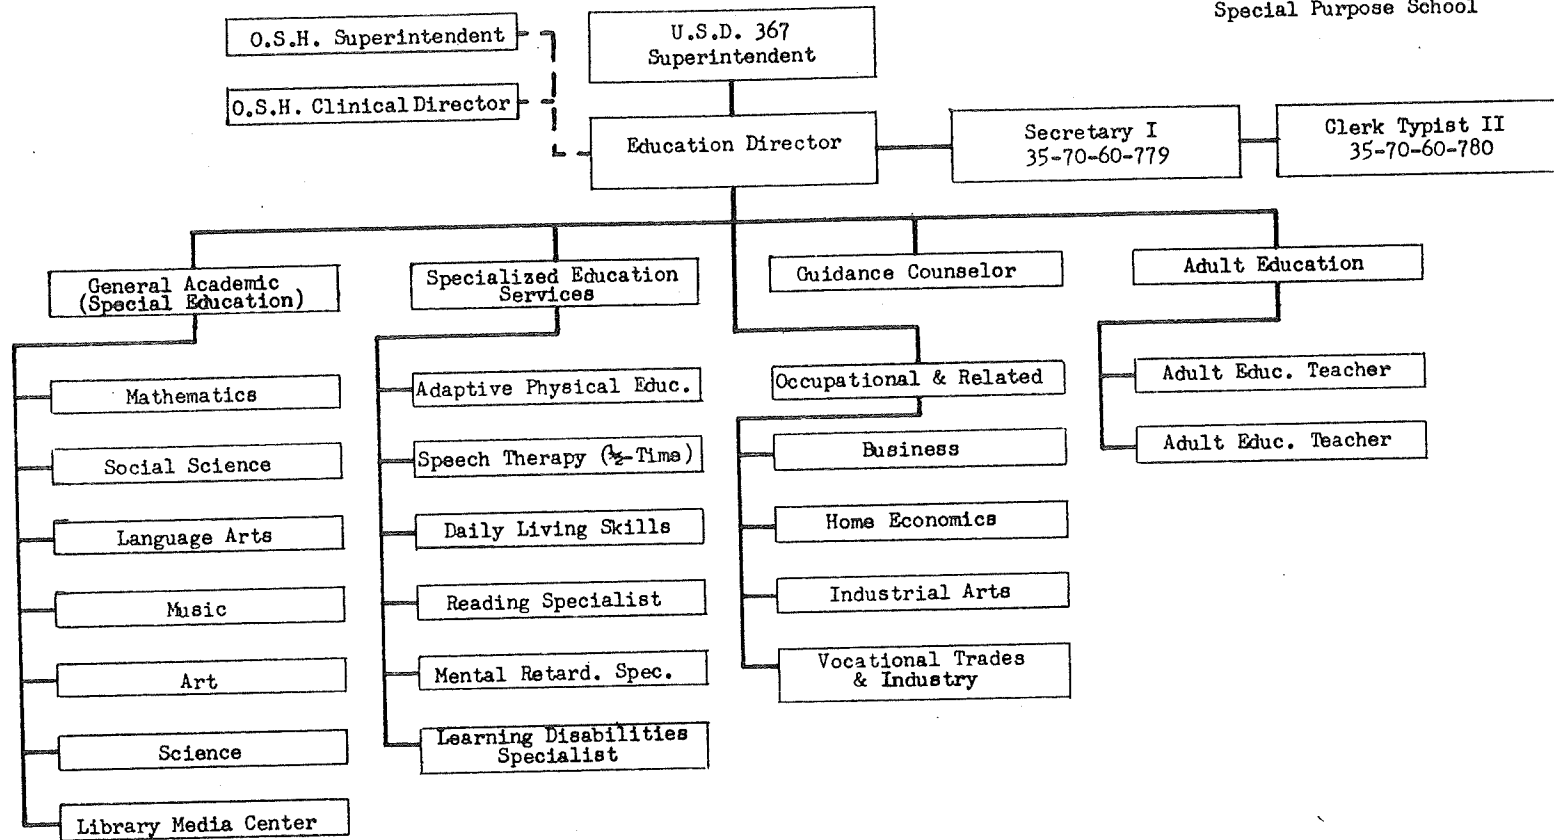 Special Purpose School
O.S.H. Superintendent
U.S.D. 367
Superintendent
O.S.H. Clinical Director
Education Director
Secretary I
35-70-60-779
Clerk Typist II
35-70-60-780
General Academic
(Special Education)
Specialized Education
Services
Guidance Counselor
Adult Education
Mathematics
Social Science
Language Arts
Music
Art
Science
Library Media Center
Adaptive Physical Educ.
Speech Therapy (½-Time)
Daily Living Skills
Reading Specialist
Mental Retard. Spec.
Learning Disabilities
Specialist
Occupational & Related
Business
Home Economics
Industrial Arts
Vocational Trades
& Industry
Adult Educ. Teacher
Adult Educ. Teacher